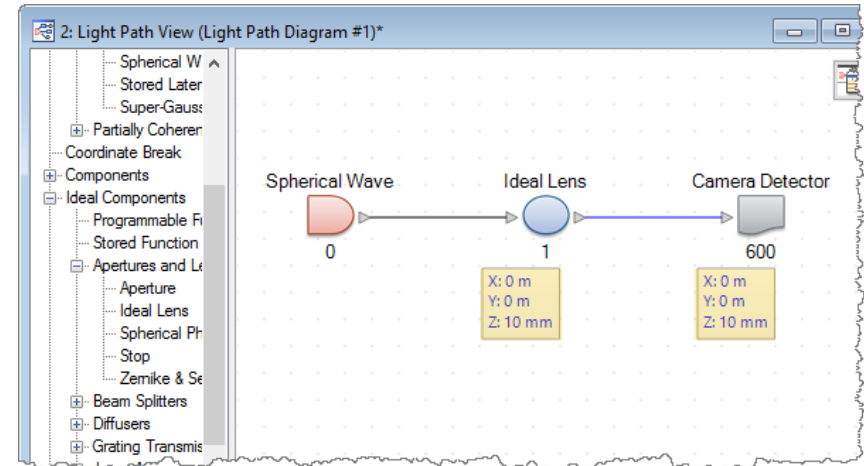 2: Light Path View (Light Path Diagram #1)*
Spherical W
Stored Later
Super-Gauss
Partially Coheren
Coordinate Break
Components
Ideal Components
Programmable Fu
Stored Function
Apertures and Le
Aperture
Ideal Lens
Spherical Ph
Stop
Zernike & Se
Beam Splitters
Diffusers
Grating Transmis
Spherical Wave
0
Ideal Lens
1
X: 0 m
Y: 0 m
Z: 10 mm
Camera Detector
600
X: 0 m
Y: 0 m
Z: 10 mm